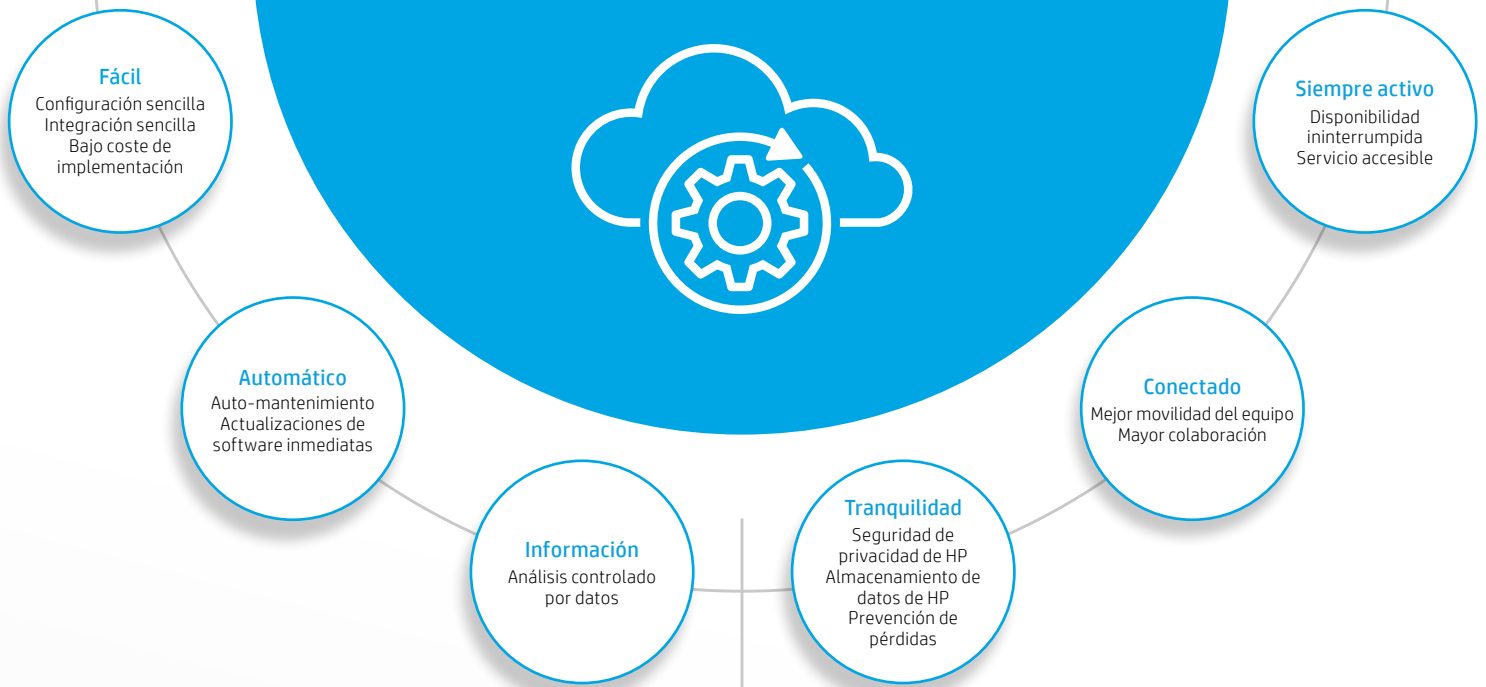 Fácil
Configuración sencilla
Integración sencilla
Bajo coste de
implementación
Automático
Auto-mantenimiento
Actualizaciones de
software inmediatas
Información
Análisis controlado
por datos
Tranquilidad
Seguridad de
privacidad de HP
Almacenamiento de
datos de HP
Prevención de
pérdidas
Conectado
Mejor movilidad del equipo
Mayor colaboración
Siempre activo
Disponibilidad
ininterrumpida
Servicio accesible